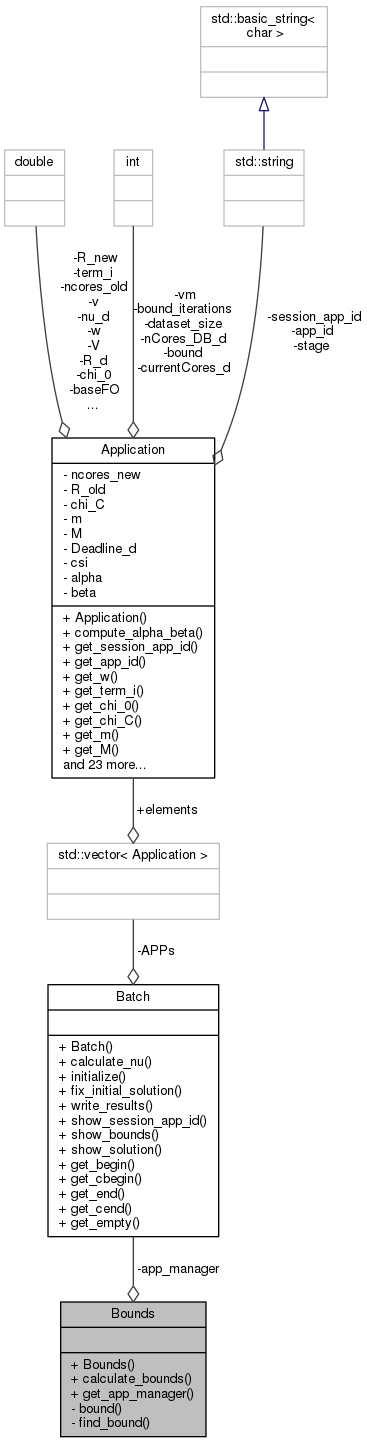 std::basic_string<
char >
double
int
std::string
-R_new
-term_i
-ncores_old
-v
-nu_d
-w
-V
-R_d
-chi_0
-baseFO
...
-vm
-bound_iterations
-dataset_size
-nCores_DB_d
-bound
-currentCores_d
-session_app_id
-app_id
-stage
Application
- ncores_new
- R_old
- chi_C
- m
- M
- Deadline_d
- csi
- alpha
- beta
+ Application()
+ compute_alpha_beta()
+ get_session_app_id()
+ get_app_id()
+ get_w()
+ get_term_i()
+ get_chi_0()
+ get_chi_C()
+ get_m()
+ get_M()
and 23 more...
+elements
std::vector< Application >
-APPs
Batch
+ Batch()
+ calculate_nu()
+ initialize()
+ fix_initial_solution()
+ write_results()
+ show_session_app_id()
+ show_bounds()
+ show_solution()
+ get_begin()
+ get_cbegin()
+ get_end()
+ get_cend()
+ get_empty()
-app_manager
Bounds
+ Bounds()
+ calculate_bounds()
+ get_app_manager()
- bound()
- find_bound()